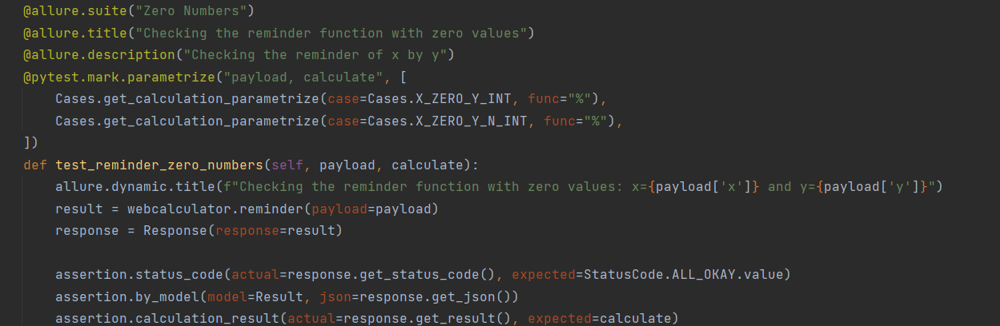 @allure.suite("Zero Numbers")
@allure.title("Checking the reminder function with zero values")
@allure.description("Checking the reminder of x by y")
@pytest.mark.parametrize("payload, calculate", [
    Cases.get_calculation_parametrize(case=Cases.X_ZERO_Y_INT, func="%"),
    Cases.get_calculation_parametrize(case=Cases.X_ZERO_Y_N_INT, func="%"),
])
def test_reminder_zero_numbers(self, payload, calculate):
    allure.dynamic.title(f"Checking the reminder function with zero values: x={payload['x']} and y={payload['y']}")
    result = webcalculator.reminder(payload=payload)
    response = Response(response=result)
    assertion.status_code(actual=response.get_status_code(), expected=StatusCode.ALL_OKAY.value)
    assertion.by_model(model=Result, json=response.get_json())
    assertion.calculation_result(actual=response.get_result(), expected=calculate)